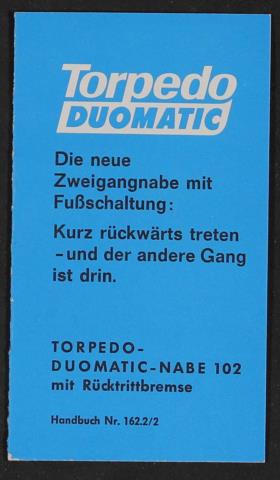 Torpedo
DUOMATIC
Die neue
Zweigangnabe mit
Fußschaltung:
Kurz rückwärts treten
-und der andere Gang
ist drin.
TORPEDO-
DUOMATIC-NABE 102
mit Rücktrittbremse
Handbuch Nr. 162.2/2